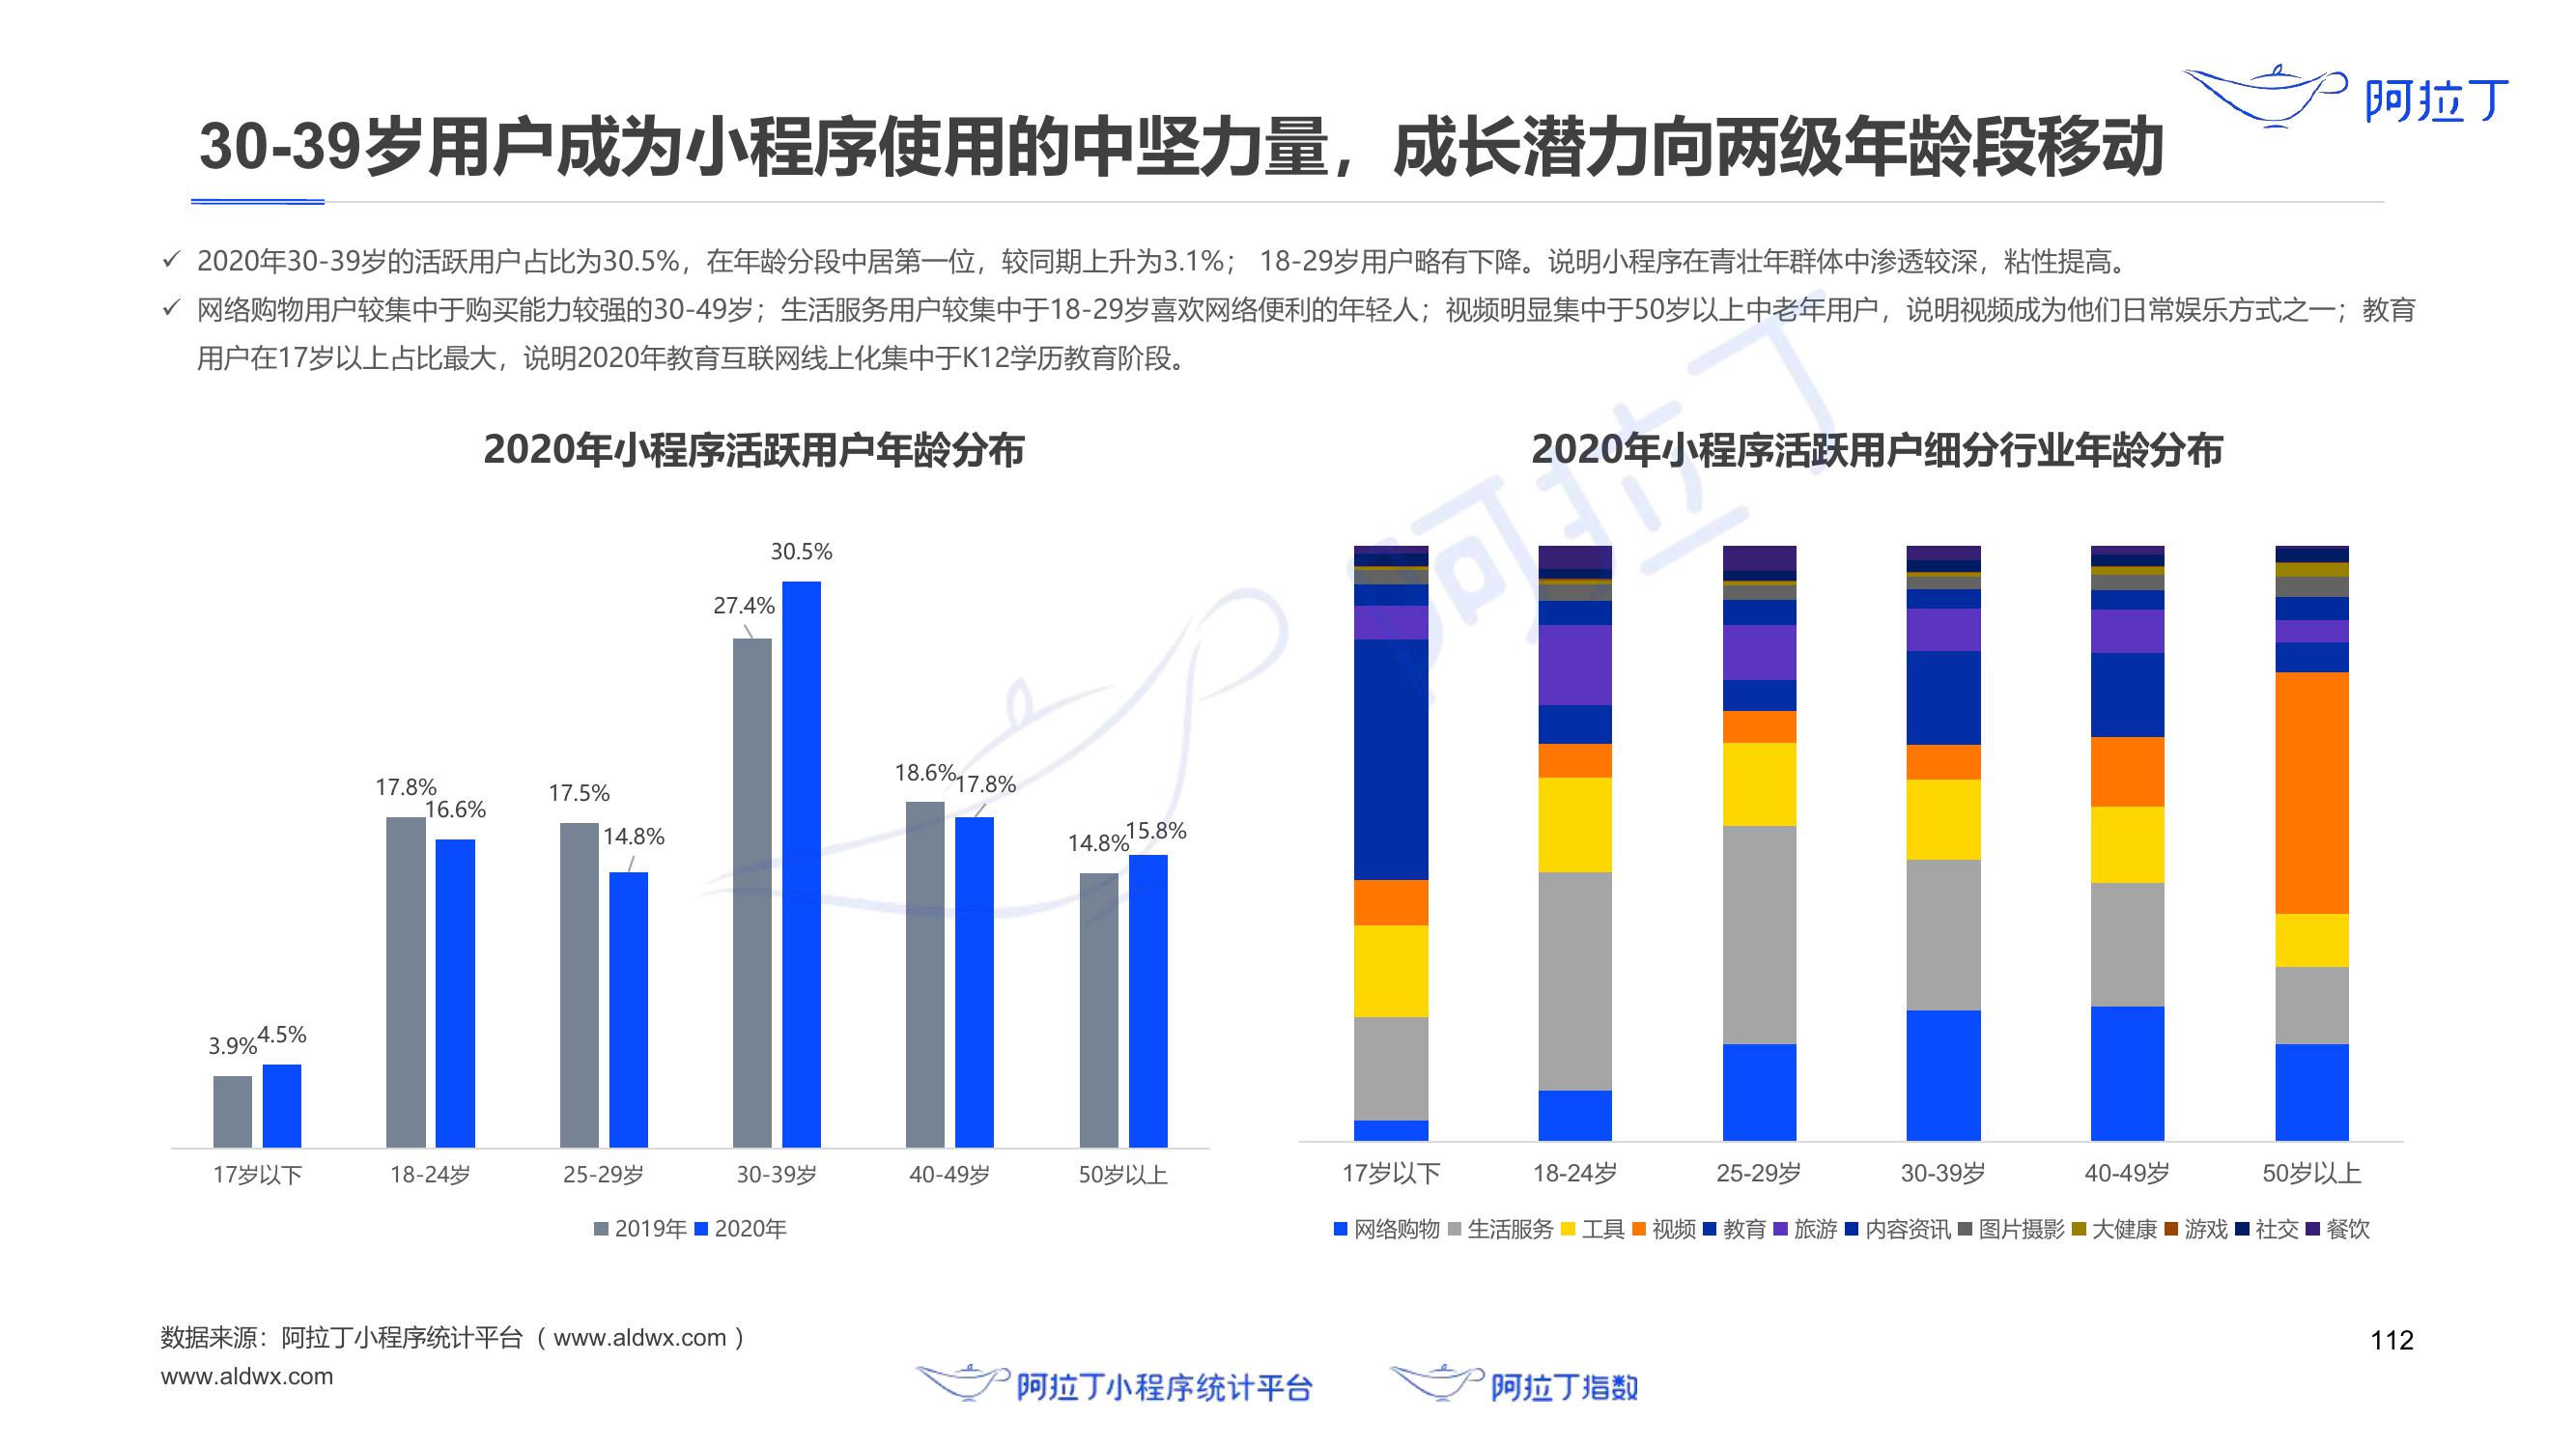 阿拉丁
30-39岁用户成为小程序使用的中坚力量，成长潜力向两级年龄段移动
✓ 2020年30-39岁的活跃用户占比为30.5%，在年龄分段中居第一位，较同期上升为3.1%； 18-29岁用户略有下降。说明小程序在青壮年群体中渗透较深，粘性提高。
✓ 网络购物用户较集中于购买能力较强的30-49岁；生活服务用户较集中于18-29岁喜欢网络便利的年轻人；视频明显集中于50岁以上中老年用户，说明视频成为他们日常娱乐方式之一；教育
用户在17岁以上占比最大，说明2020年教育互联网线上化集中于K12学历教育阶段。
2020年小程序活跃用户年龄分布
30.5%
27.4%
17.8%
16.6%
17.5%
14.8%
18.6%
17.8%
14.8%
15.8%
3.9%
4.5%
17岁以下 18-24岁 25-29岁 30-39岁 40-49岁 50岁以上
2019年 2020年
2020年小程序活跃用户细分行业年龄分布
17岁以下 18-24岁 25-29岁 30-39岁 40-49岁 50岁以上
网络购物 生活服务 工具 视频 教育 旅游 内容资讯 图片摄影 大健康 游戏 社交 餐饮
阿拉丁
数据来源：阿拉丁小程序统计平台（www.aldwx.com）
www.aldwx.com
112
阿拉丁小程序统计平台
阿拉丁指数